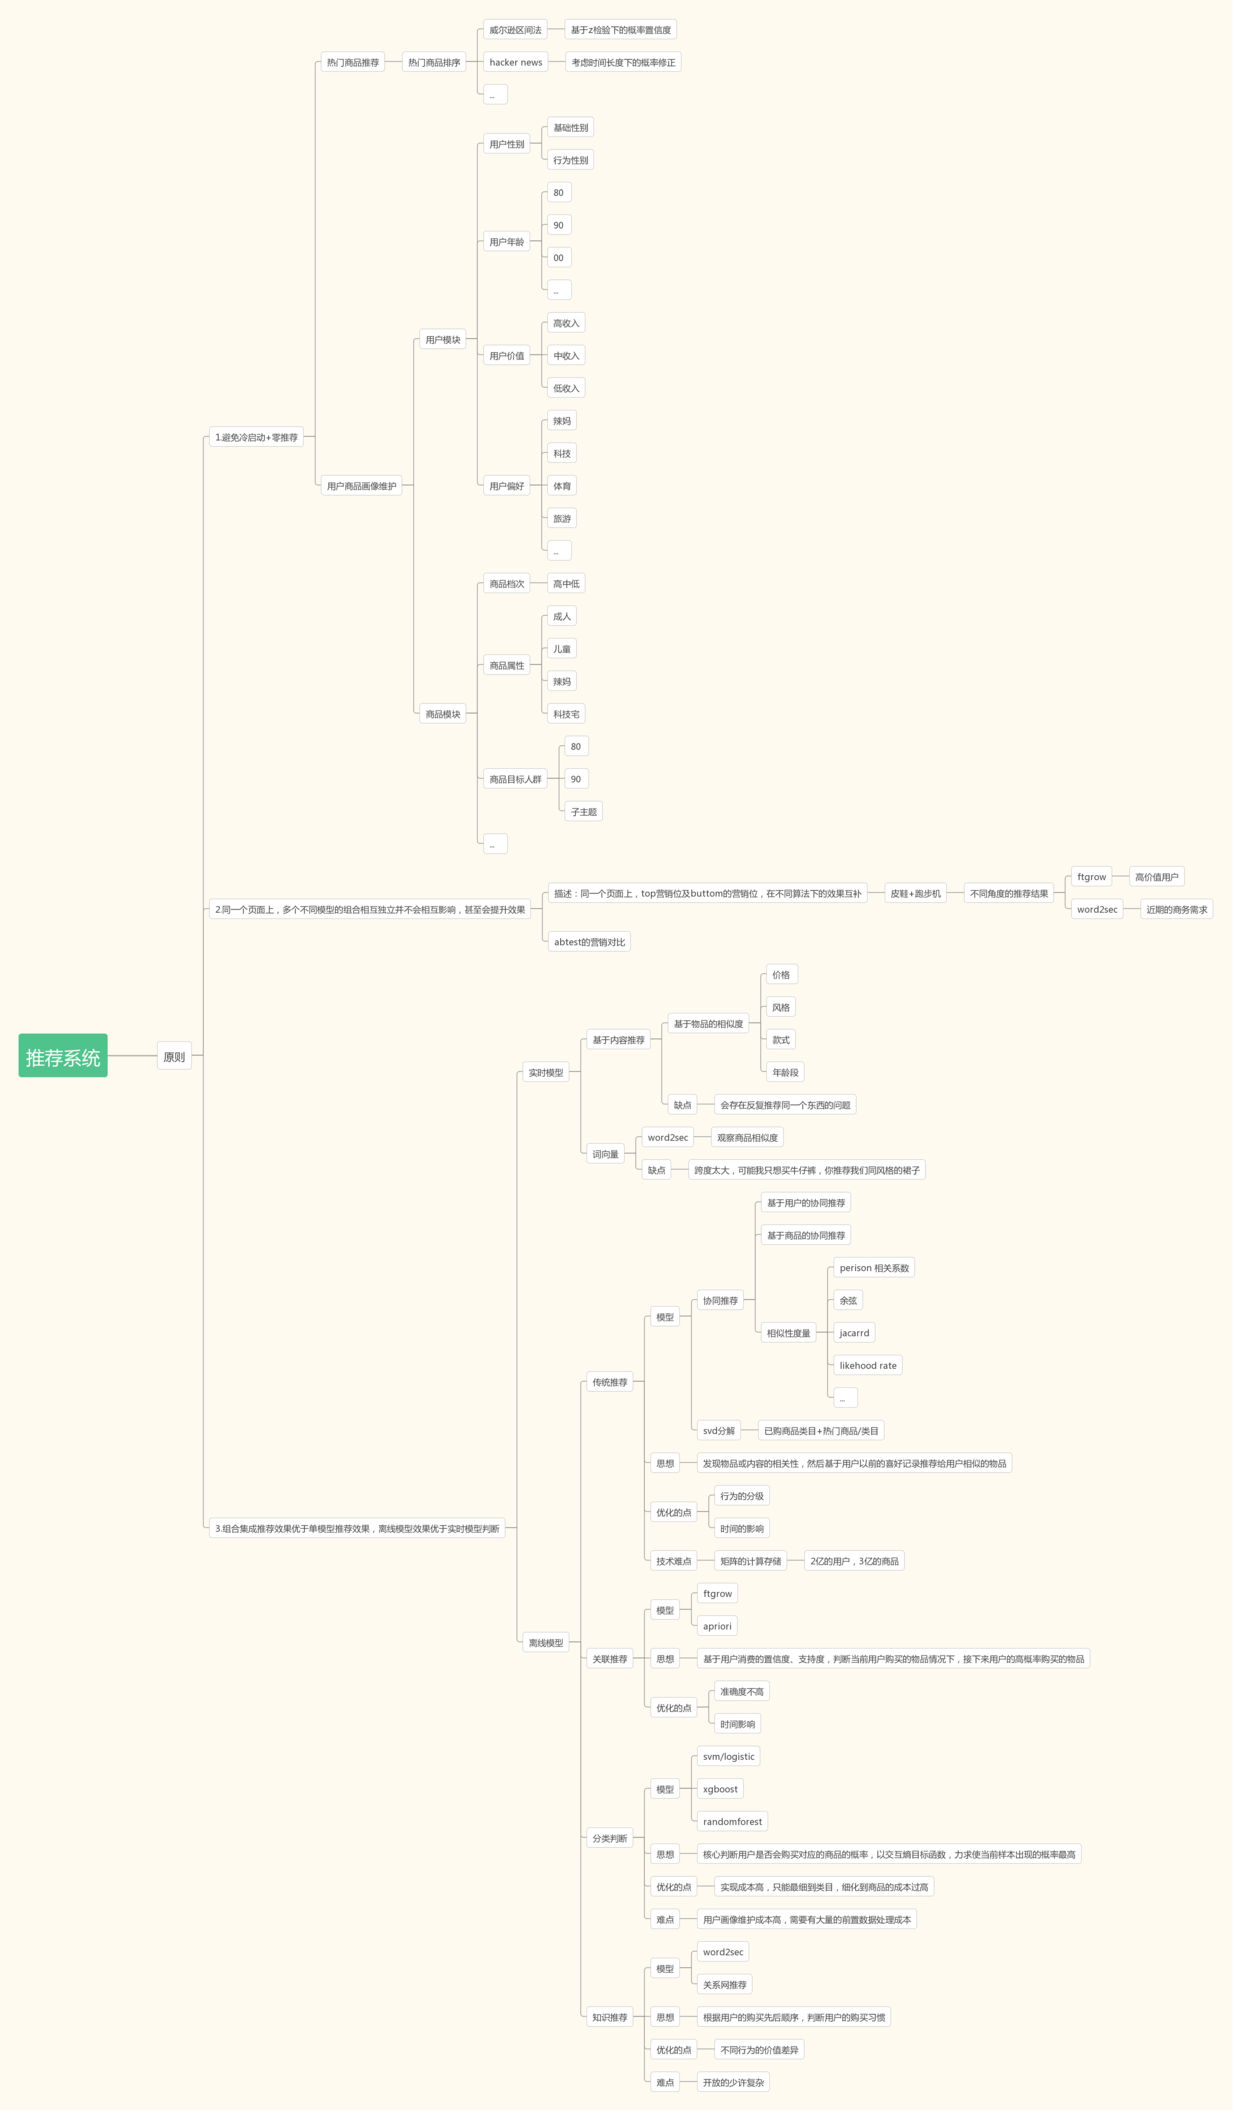 推荐系统
原则
1.避免冷启动+零推荐
热门商品推荐
热门商品排序
威尔逊区间法
基于z检验下的概率置信度
hacker news
考虑时间长度下的概率修正
...
用户商品画像维护
用户模块
用户性别
基础性别
行为性别
用户年龄
80
90
00
...
用户价值
高收入
中收入
低收入
用户偏好
辣妈
科技
体育
旅游
...
商品模块
商品档次
高中低
商品属性
成人
儿童
辣妈
科技宅
商品目标人群
80
90
子主题
...
2.同一个页面上，多个不同模型的组合相互独立并不会相互影响，甚至会提升效果
描述：同一个页面上，top营销位及buttom的营销位，在不同算法下的效果互补
皮鞋+跑步机
不同角度的推荐结果
ftgrow
高价值用户
word2sec
近期的商务需求
abtest的营销对比
3.组合集成推荐效果优于单模型推荐效果，离线模型效果优于实时模型判断
实时模型
基于内容推荐
基于物品的相似度
价格
风格
款式
年龄段
缺点
会存在反复推荐同一个东西的问题
词向量
word2sec
观察商品相似度
缺点
跨度太大，可能我只想买牛仔裤，你推荐我们同风格的裙子
离线模型
传统推荐
模型
协同推荐
基于用户的协同推荐
基于商品的协同推荐
相似性度量
perison 相关系数
余弦
jacarrd
likehood rate
...
svd分解
已购商品类目+热门商品/类目
思想
发现物品或内容的相关性，然后基于用户以前的喜好记录推荐给用户相似的物品
优化的点
行为的分级
时间的影响
技术难点
矩阵的计算存储
2亿的用户，3亿的商品
关联推荐
模型
ftgrow
apriori
思想
基于用户消费的置信度、支持度，判断当前用户购买的物品情况下，接下来用户的高概率购买的物品
优化的点
准确度不高
时间影响
分类判断
模型
svm/logistic
xgboost
randomforest
思想
核心判断用户是否会购买对应的商品的概率，以交互熵目标函数，力求使当前样本出现的概率最高
优化的点
实现成本高，只能最细到类目，细化到商品的成本过高
难点
用户画像维护成本高，需要有大量的前置数据处理成本
知识推荐
模型
word2sec
关系网推荐
思想
根据用户的购买先后顺序，判断用户的购买习惯
优化的点
不同行为的价值差异
难点
开放的少许复杂